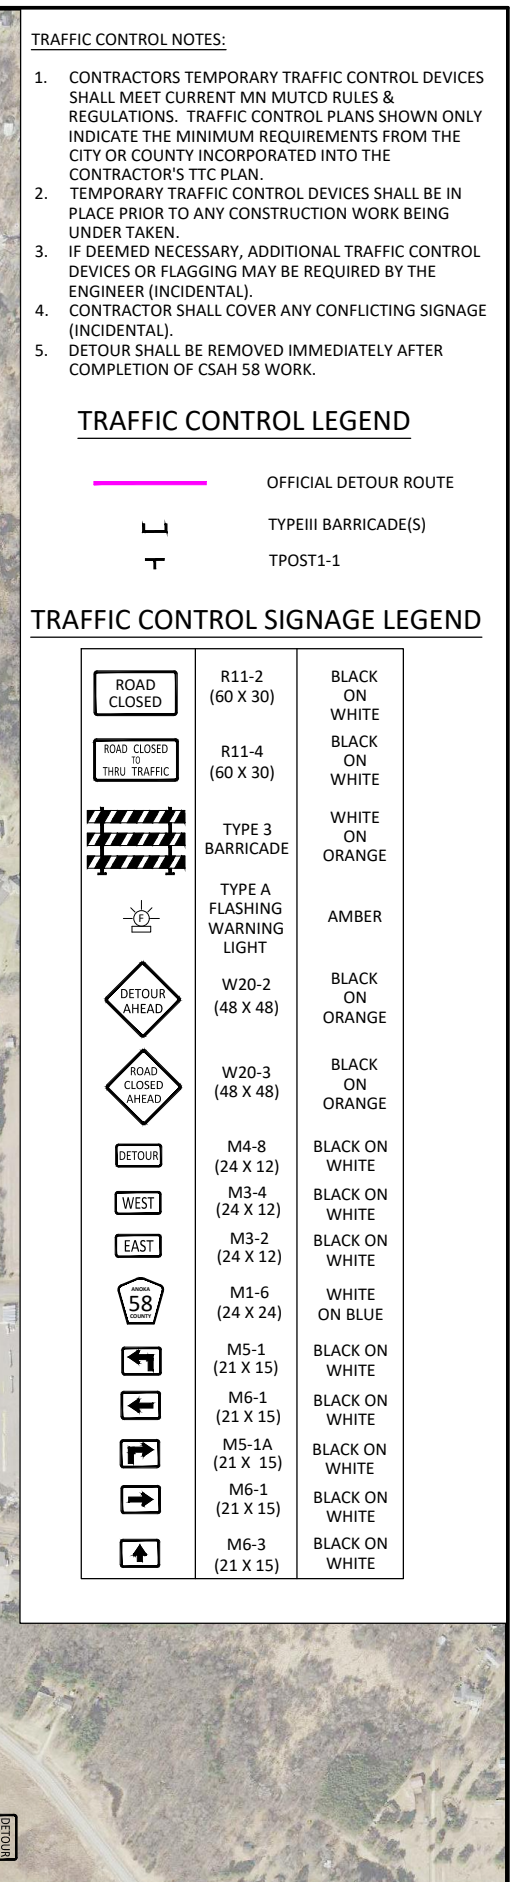 TRAFFIC CONTROL NOTES:
1. CONTRACTORS TEMPORARY TRAFFIC CONTROL DEVICES
SHALL MEET CURRENT MN MUTCD RULES &
REGULATIONS. TRAFFIC CONTROL PLANS SHOWN ONLY
INDICATE THE MINIMUM REQUIREMENTS FROM THE
CITY OR COUNTY INCORPORATED INTO THE
CONTRACTOR'S TTC PLAN.
2. TEMPORARY TRAFFIC CONTROL DEVICES SHALL BE IN
PLACE PRIOR TO ANY CONSTRUCTION WORK BEING
UNDER TAKEN.
3. IF DEEMED NECESSARY, ADDITIONAL TRAFFIC CONTROL
DEVICES OR FLAGGING MAY BE REQUIRED BY THE
ENGINEER (INCIDENTAL).
4. CONTRACTOR SHALL COVER ANY CONFLICTING SIGNAGE
(INCIDENTAL).
5. DETOUR SHALL BE REMOVED IMMEDIATELY AFTER
COMPLETION OF CSAH 58 WORK.
TRAFFIC CONTROL LEGEND
OFFICIAL DETOUR ROUTE
TYPEIII BARRICADE(S)
TPOST1-1
TRAFFIC CONTROL SIGNAGE LEGEND
ROAD
CLOSED
R11-2
(60 X 30)
BLACK
ON
WHITE
ROAD CLOSED
TO
THRU TRAFFIC
R11-4
(60 X 30)
BLACK
ON
WHITE
TYPE 3
BARRICADE
WHITE
ON
ORANGE
F
TYPE A
FLASHING
WARNING
LIGHT
AMBER
DETOUR
AHEAD
W20-2
(48 X 48)
BLACK
ON
ORANGE
ROAD
CLOSED
AHEAD
W20-3
(48 X 48)
BLACK
ON
ORANGE
DETOUR
M4-8
(24 X 12)
BLACK ON
WHITE
WEST
M3-4
(24 X 12)
BLACK ON
WHITE
EAST
M3-2
(24 X 12)
BLACK ON
WHITE
ANOKA
58
COUNTY
M1-6
(24 X 24)
WHITE
ON BLUE
M5-1
(21 X 15)
BLACK ON
WHITE
M6-1
(21 X 15)
BLACK ON
WHITE
M5-1A
(21 X 15)
BLACK ON
WHITE
M6-1
(21 X 15)
BLACK ON
WHITE
M6-3
(21 X 15)
BLACK ON
WHITE
DETOUR